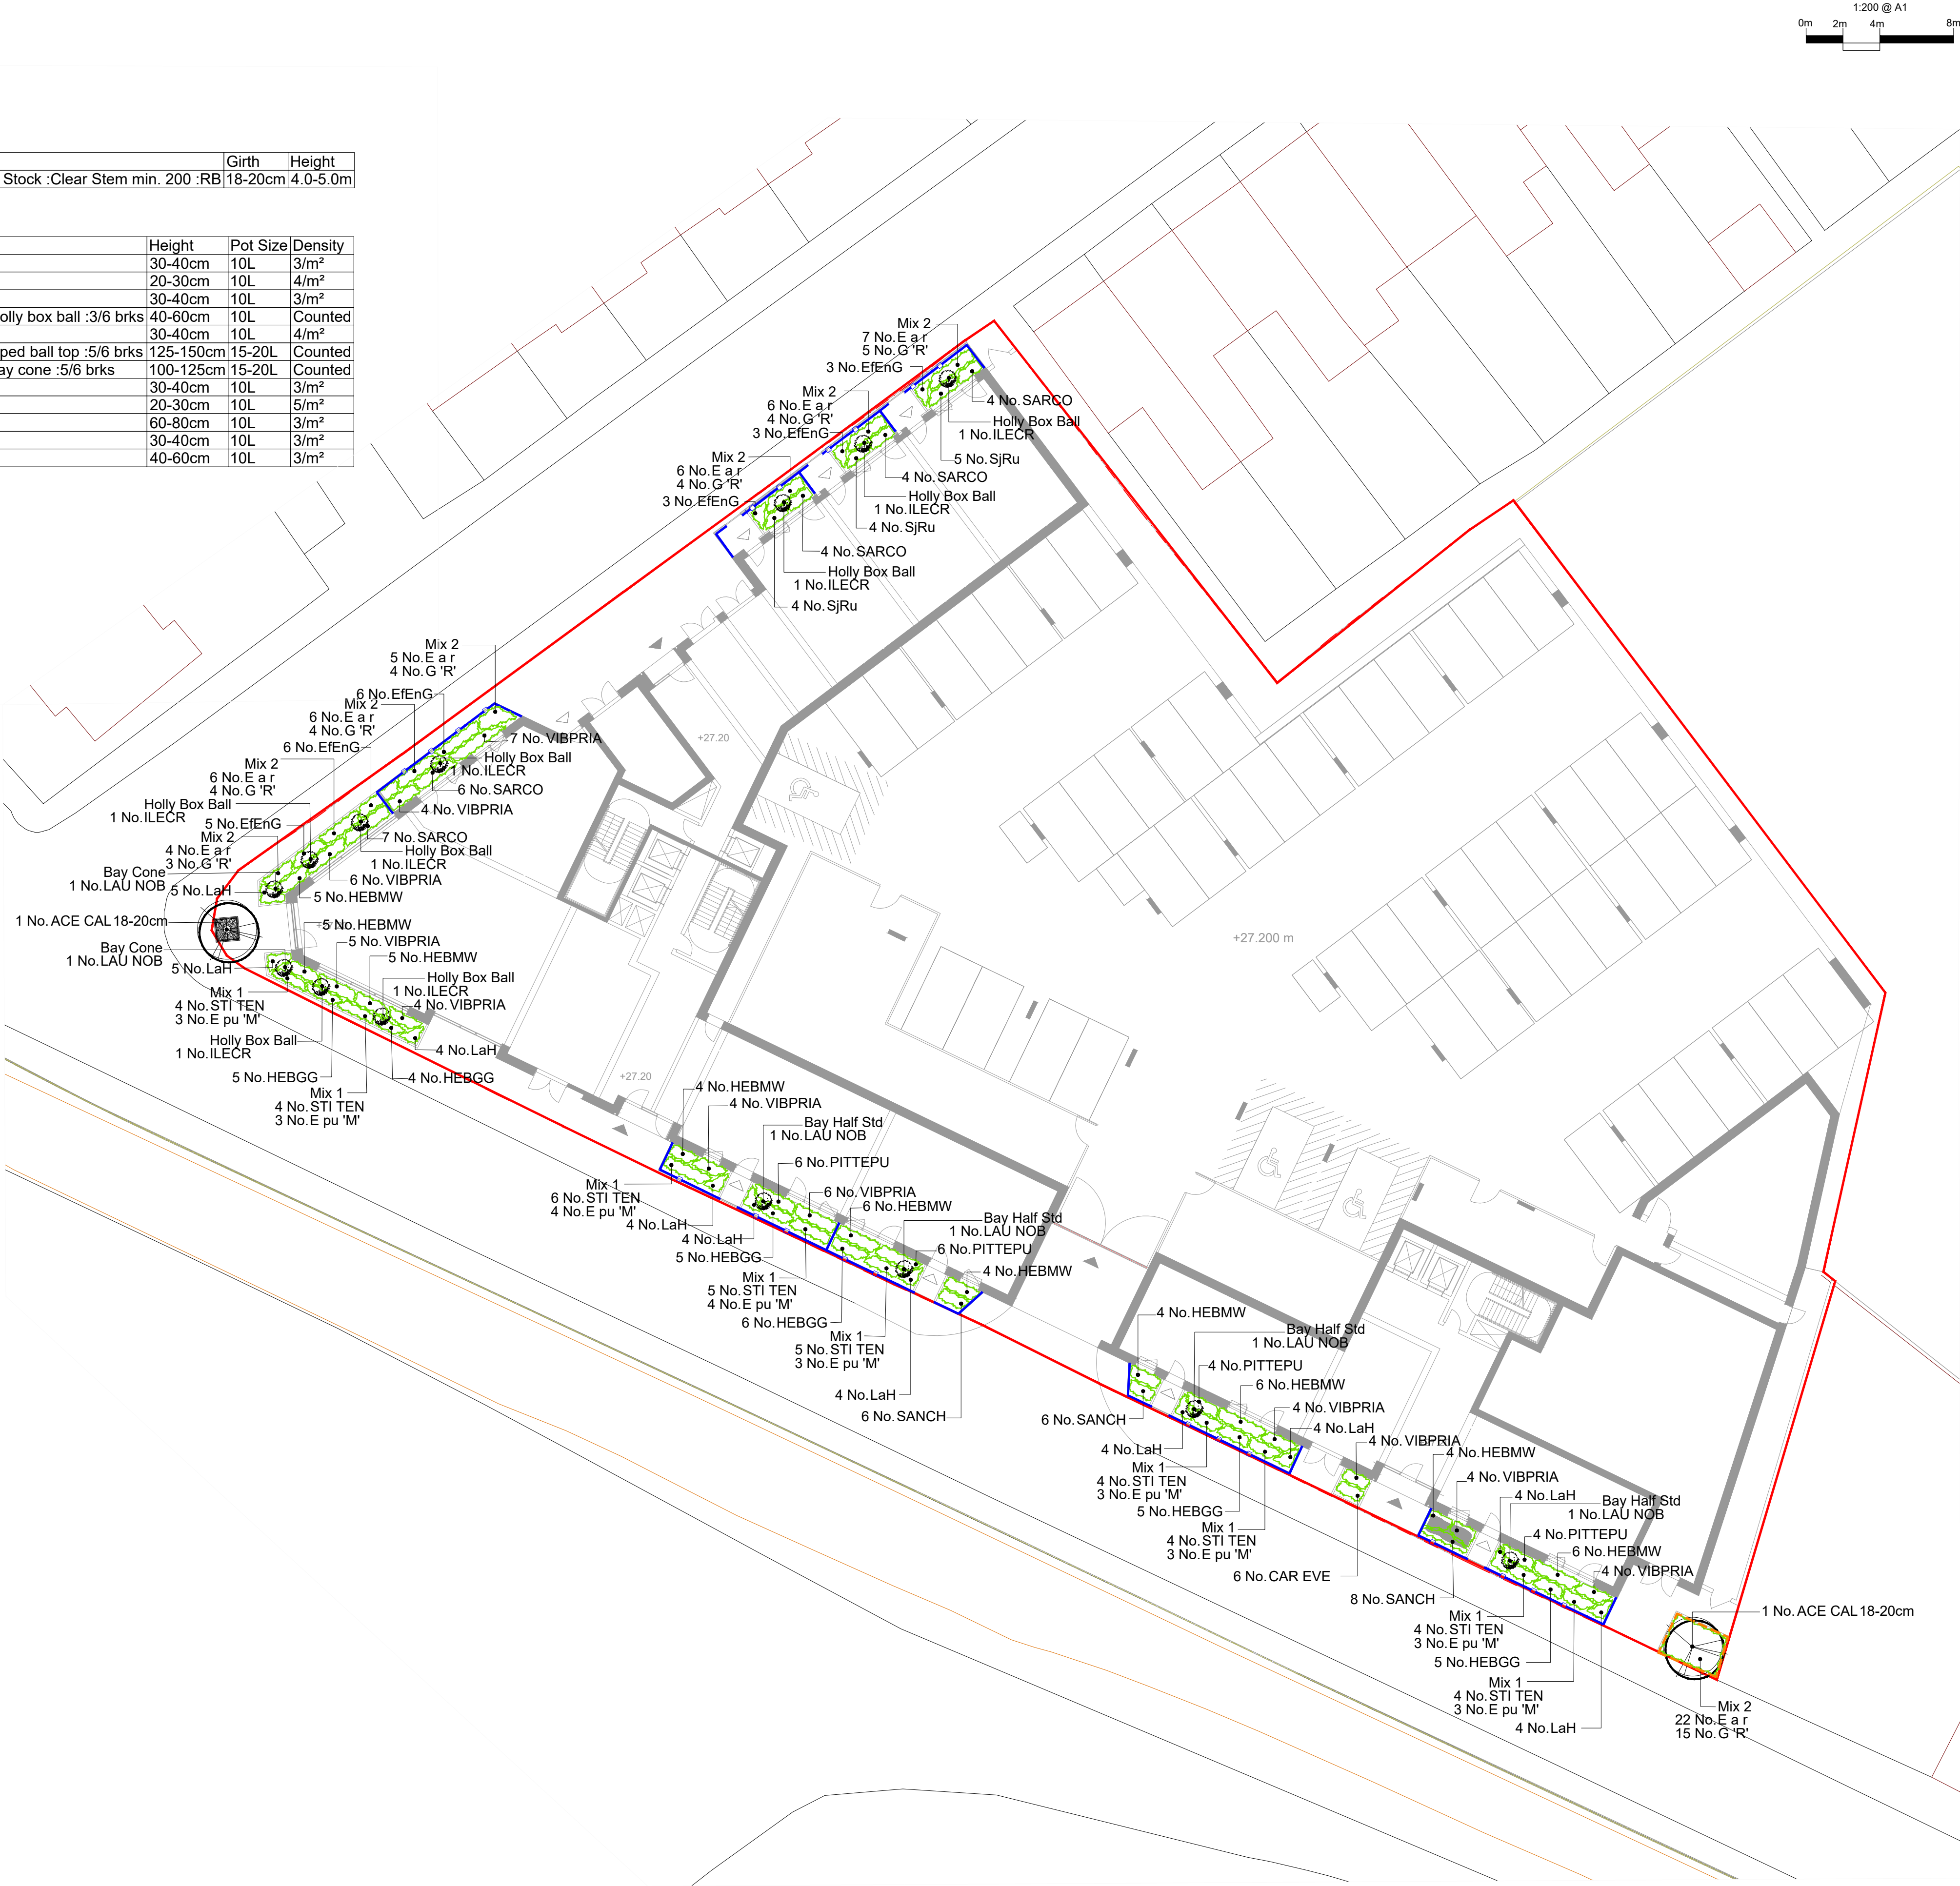 1:200 @ A1
0m 2m 4m 8m
Girth Height
Stock :Clear Stem min. 200 :RB 18-20cm 4.0-5.0m
Height Pot Size Density
30-40cm 10L 3/m²
20-30cm 10L 4/m²
30-40cm 10L 3/m²
olly box ball :3/6 brks 40-60cm 10L Counted
30-40cm 10L 4/m²
ped ball top :5/6 brks 125-150cm 15-20L Counted
ay cone :5/6 brks 100-125cm 15-20L Counted
30-40cm 10L 3/m²
20-30cm 10L 5/m²
60-80cm 10L 3/m²
30-40cm 10L 3/m²
40-60cm 10L 3/m²
Mix 2
7 No. E a r
5 No. G 'R'
3 No. EfEnG
4 No. SARCO
Holly Box Ball
1 No. ILECR
5 No. SjRu
Mix 2
6 No. E a r
4 No. G 'R'
3 No. EfEnG
4 No. SARCO
Holly Box Ball
1 No. ILECR
4 No. SjRu
Mix 2
6 No. E a r
4 No. G 'R'
3 No. EfEnG
4 No. SARCO
Holly Box Ball
1 No. ILECR
4 No. SjRu
Mix 2
5 No. E a r
4 No. G 'R'
6 No. EfEnG
Mix 2
6 No. E a r
4 No. G 'R'
6 No. EfEnG
7 No. VIBPRIA
Holly Box Ball
1 No. ILECR
6 No. SARCO
4 No. VIBPRIA
Mix 2
6 No. E a r
4 No. G 'R'
Holly Box Ball
1 No. ILECR
5 No. EfEnG
Mix 2
4 No. E a r
3 No. G 'R'
7 No. SARCO
Holly Box Ball
1 No. ILECR
6 No. VIBPRIA
5 No. HEBMW
Bay Cone
1 No. LAU NOB
5 No. LaH
1 No. ACE CAL 18-20cm
Bay Cone
1 No. LAU NOB
5 No. LaH
5 No. HEBMW
5 No. VIBPRIA
5 No. HEBMW
Holly Box Ball
1 No. ILECR
4 No. VIBPRIA
Mix 1
4 No. STI TEN
3 No. E pu 'M'
Holly Box Ball
1 No. ILECR
4 No. LaH
5 No. HEBGG
4 No. HEBGG
Mix 1
4 No. STI TEN
3 No. E pu 'M'
+27.20
+27.200 m
+27.20
4 No. HEBMW
4 No. VIBPRIA
Bay Half Std
1 No. LAU NOB
6 No. PITTEPU
6 No. VIBPRIA
6 No. HEBMW
Bay Half Std
1 No. LAU NOB
6 No. PITTEPU
4 No. HEBMW
Mix 1
6 No. STI TEN
4 No. E pu 'M'
4 No. LaH
4 No. LaH
5 No. HEBGG
Mix 1
5 No. STI TEN
4 No. E pu 'M'
6 No. HEBGG
Mix 1
5 No. STI TEN
3 No. E pu 'M'
4 No. LaH
6 No. SANCH
4 No. HEBMW
Bay Half Std
1 No. LAU NOB
4 No. PITTEPU
6 No. HEBMW
4 No. VIBPRIA
4 No. LaH
4 No. VIBPRIA
4 No. HEBMW
4 No. VIBPRIA
4 No. LaH
Bay Half Std
1 No. LAU NOB
4 No. PITTEPU
6 No. HEBMW
4 No. VIBPRIA
6 No. SANCH
4 No. LaH
Mix 1
4 No. STI TEN
3 No. E pu 'M'
5 No. HEBGG
Mix 1
4 No. STI TEN
3 No. E pu 'M'
6 No. CAR EVE
8 No. SANCH
Mix 1
4 No. STI TEN
3 No. E pu 'M'
5 No. HEBGG
Mix 1
4 No. STI TEN
3 No. E pu 'M'
4 No. LaH
1 No. ACE CAL 18-20cm
Mix 2
22 No. E a r
15 No. G 'R'